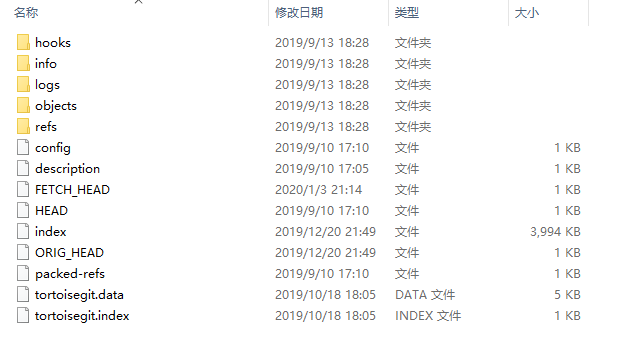 名称 修改日期 类型 大小
hooks 2019/9/13 18:28 文件夹
info 2019/9/13 18:28 文件夹
logs 2019/9/13 18:28 文件夹
objects 2019/9/13 18:28 文件夹
refs 2019/9/13 18:28 文件夹
config 2019/9/10 17:10 文件 1 KB
description 2019/9/10 17:05 文件 1 KB
FETCH_HEAD 2020/1/3 21:14 文件 1 KB
HEAD 2019/9/10 17:10 文件 1 KB
index 2019/12/20 21:49 文件 3,994 KB
ORIG_HEAD 2019/12/20 21:49 文件 1 KB
packed-refs 2019/9/10 17:10 文件 1 KB
tortoisegit.data 2019/10/18 18:05 DATA 文件 5 KB
tortoisegit.index 2019/10/18 18:05 INDEX 文件 1 KB